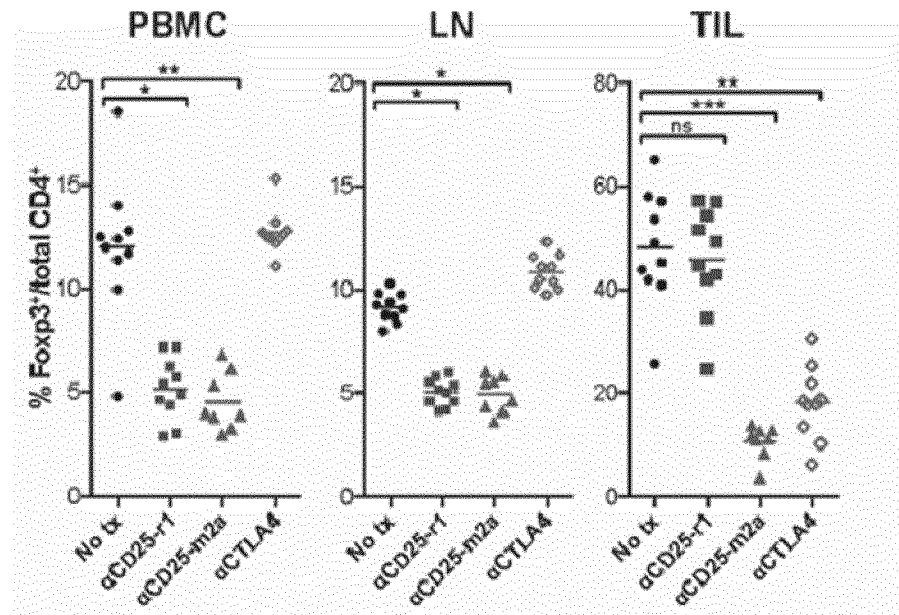 PBMC
LN
TIL
% Foxp3⁺/total CD4⁺
20
15
10
5
0
**
*
No tx
αCD25-r1
αCD25-m2a
αCTLA4
20
15
10
5
0
*
*
No tx
αCD25-r1
αCD25-m2a
αCTLA4
80
60
40
20
0
**
***
ns
No tx
αCD25-r1
αCD25-m2a
αCTLA4